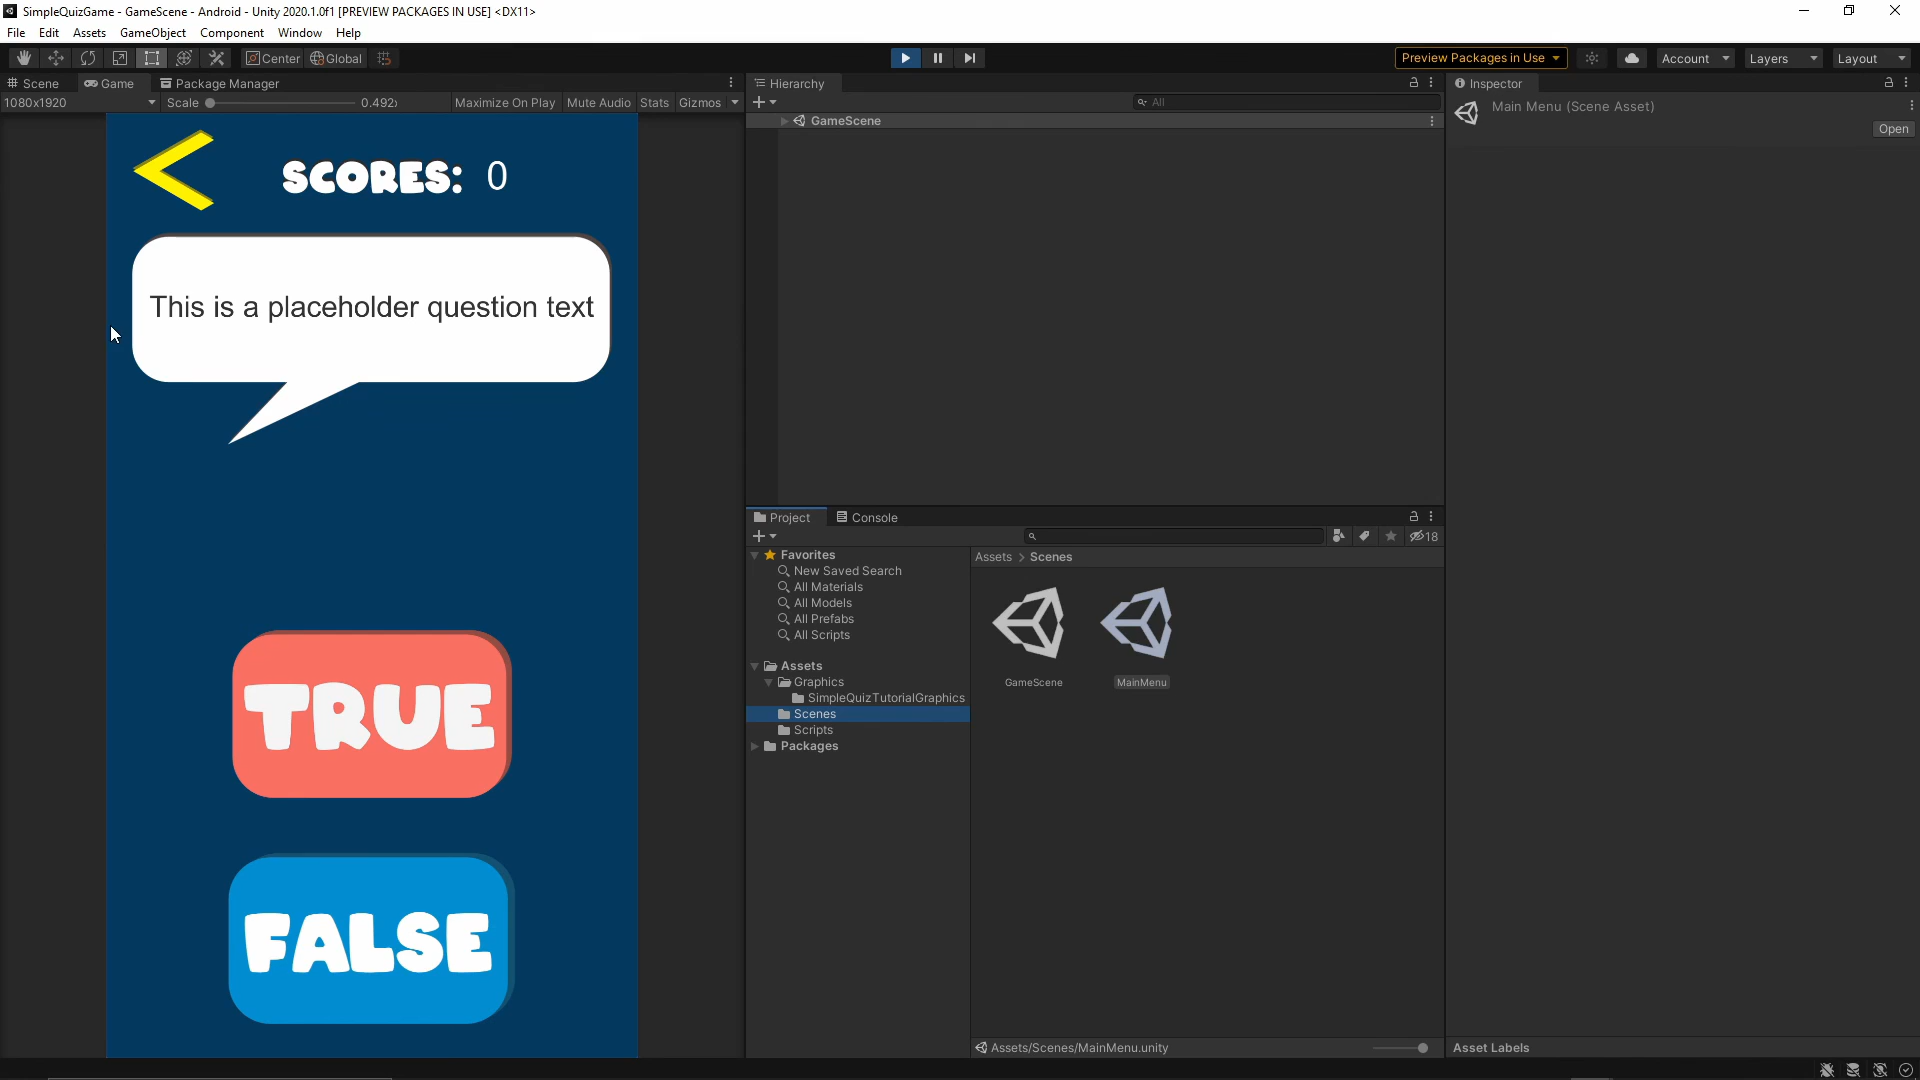 SimpleQuizGame - GameScene - Android - Unity 2020.1.0f1 [PREVIEW PACKAGES IN USE] <DX11>
File Edit Assets GameObject Component Window Help
Center Global Preview Packages in Use Account Layers Layout
Scene Game Package Manager
1080x1920 Scale 0.492x Maximize On Play Mute Audio Stats Gizmos
SCORES: 0
This is a placeholder question text
TRUE
FALSE
Hierarchy
All
GameScene
Project Console
18
Favorites
New Saved Search
All Materials
All Models
All Prefabs
All Scripts
Assets
Graphics
SimpleQuizTutorialGraphics
Scenes
Scripts
Packages
Assets > Scenes
GameScene MainMenu
Assets/Scenes/MainMenu.unity
Inspector
Main Menu (Scene Asset)
Open
Asset Labels